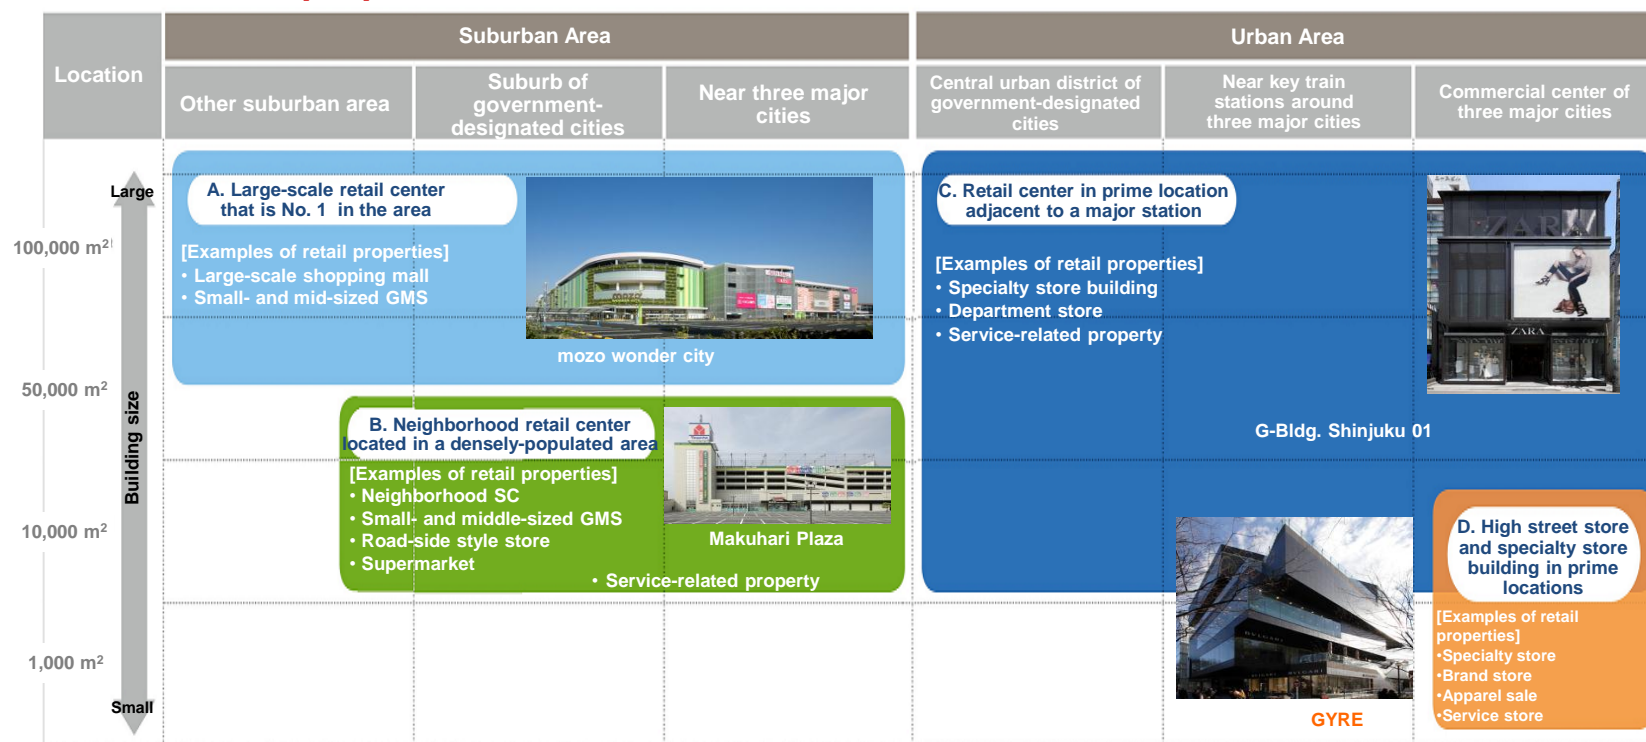 Location
Suburban Area
Urban Area
Other suburban area
Suburb of
government-
designated cities
Near three major
cities
Central urban district of
government-designated
cities
Near key train
stations around
three major cities
Commercial center of
three major cities
Large
100,000 m²
50,000 m²
Building size
10,000 m²
1,000 m²
Small
A. Large-scale retail center
that is No. 1 in the area
[Examples of retail properties]
• Large-scale shopping mall
• Small- and mid-sized GMS
mozo
mozo wonder city
B. Neighborhood retail center
located in a densely-populated area
[Examples of retail properties]
• Neighborhood SC
• Small- and middle-sized GMS
• Road-side style store
• Supermarket
• Service-related property
Makuhari Plaza
C. Retail center in prime location
adjacent to a major station
[Examples of retail properties]
• Specialty store building
• Department store
• Service-related property
ZARA
ZARA
G-Bldg. Shinjuku 01
BVLGARI
GYRE
D. High street store
and specialty store
building in prime
locations
[Examples of retail
properties]
•Specialty store
•Brand store
•Apparel sale
•Service store